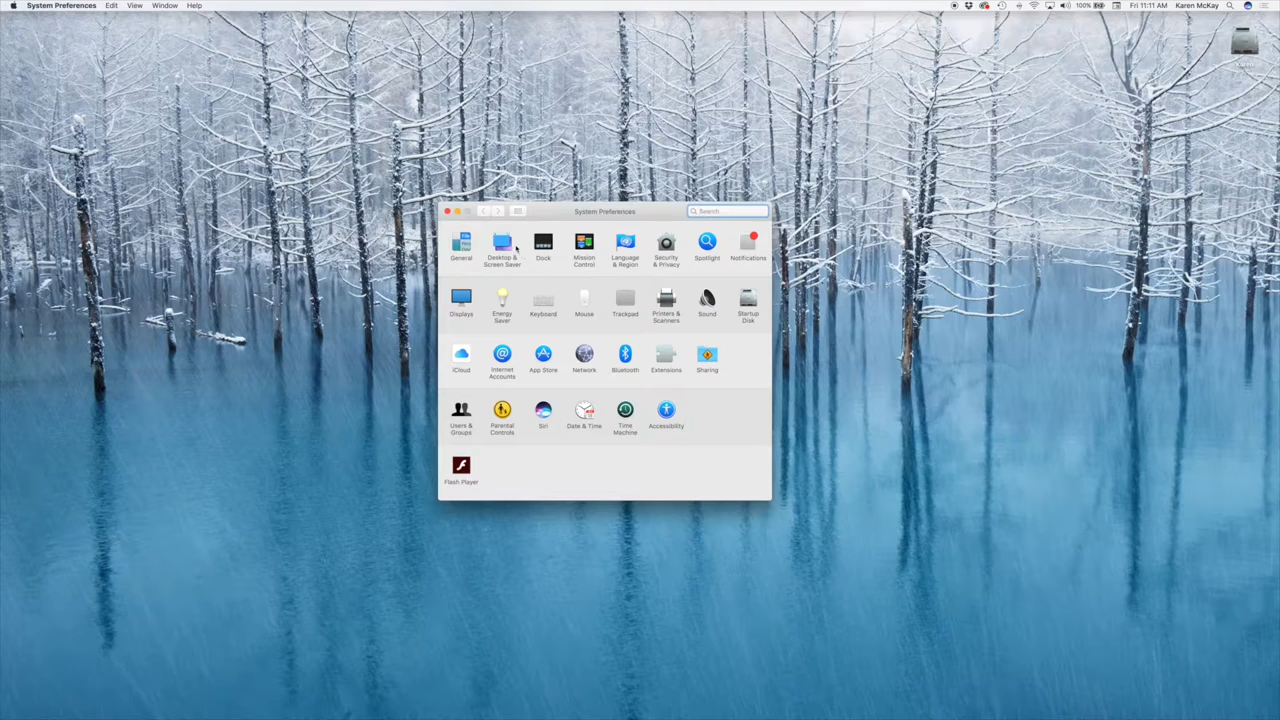 System Preferences Edit View Window Help 100% Fri 11:11 AM Karen McKay
System Preferences Search
General
Desktop &
Screen Saver
Dock
Mission
Control
Language
& Region
Security
& Privacy
Spotlight
Notifications
Displays
Energy
Saver
Keyboard
Mouse
Trackpad
Printers &
Scanners
Sound
Startup
Disk
iCloud
Internet
Accounts
App Store
Network
Bluetooth
Extensions
Sharing
Users &
Groups
Parental
Controls
Siri
Date & Time
Time
Machine
Accessibility
Flash Player